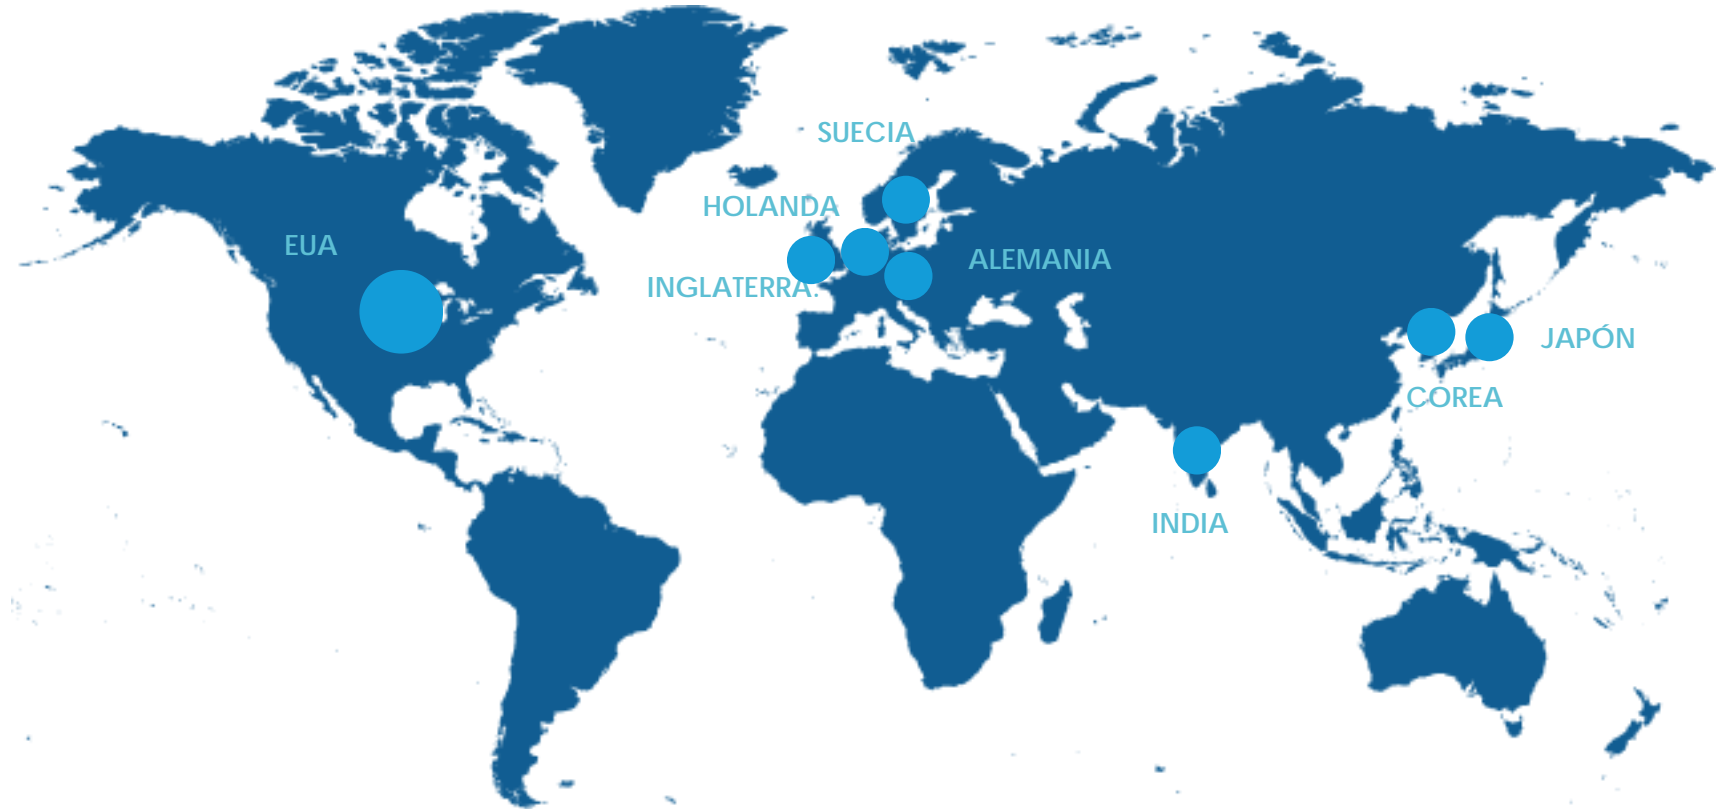 SUECIA
HOLANDA
EUA
ALEMANIA
INGLATERRA.
JAPÓN
COREA
INDIA